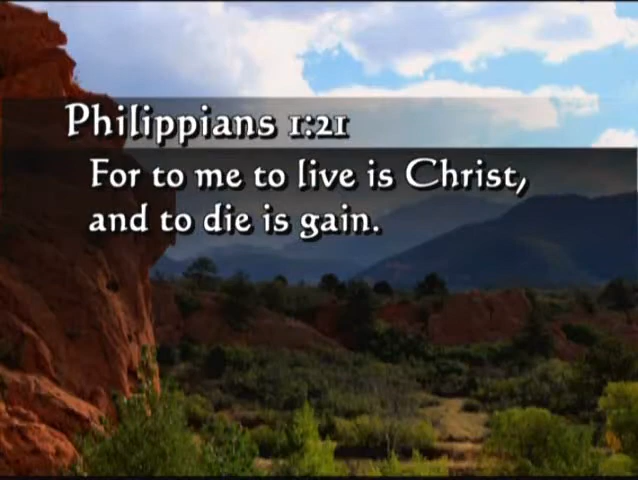 Philippians 1:21
For to me to live is Christ,
and to die is gain.